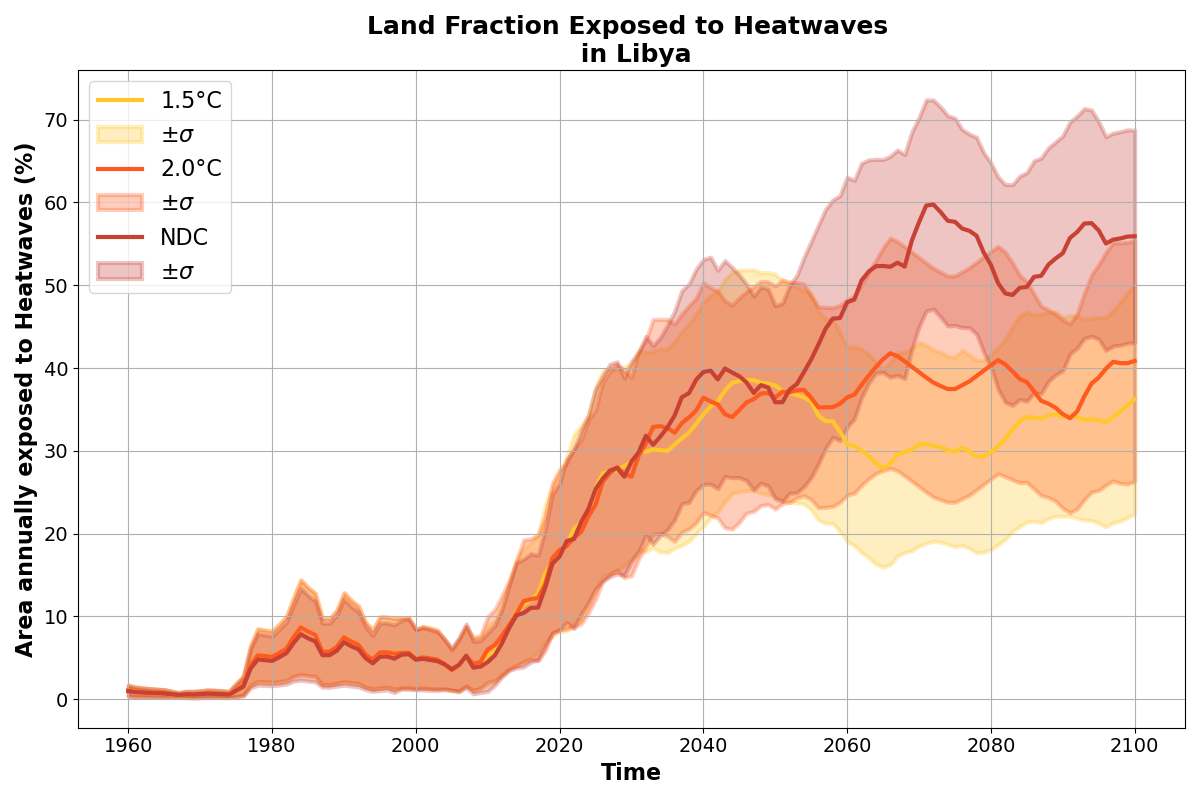 Land Fraction Exposed to Heatwaves
in Libya
1.5°C
±σ
2.0°C
±σ
NDC
±σ
Area annually exposed to Heatwaves (%)
70
60
50
40
30
20
10
0
1960 1980 2000 2020 2040 2060 2080 2100
Time